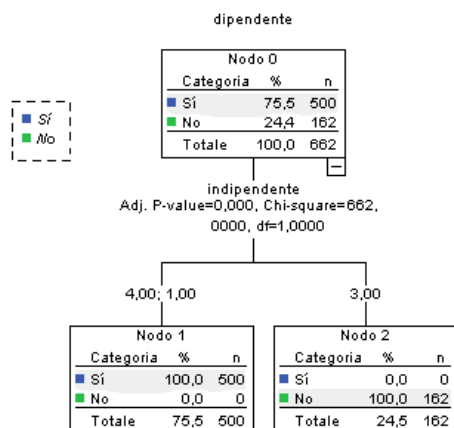 dipendente
Nodo 0
Categoria % n
Sí 75,5 500
No 24,4 162
Totale 100,0 662
Sí
No
indipendente
Adj. P-value=0,000, Chi-square=662,
0000, df=1,0000
4,00; 1,00
3,00
Nodo 1
Categoria % n
Sí 100,0 500
No 0,0 0
Totale 75,5 500
Nodo 2
Categoria % n
Sí 0,0 0
No 100,0 162
Totale 24,5 162